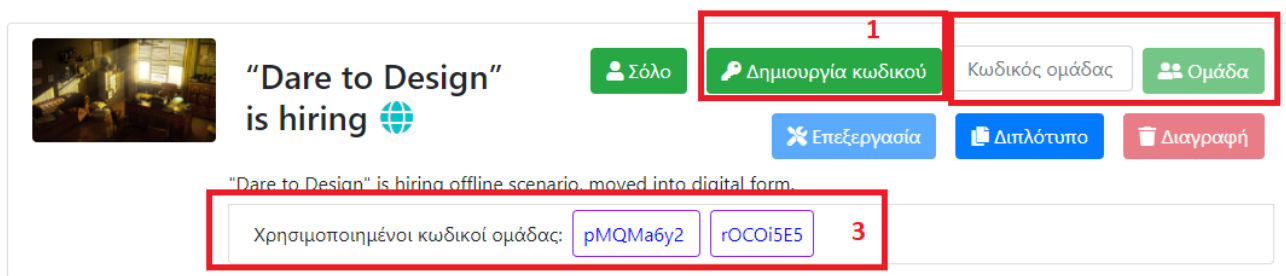 1
“Dare to Design”
is hiring
Σόλο
Δημιουργία κωδικού
Κωδικός ομάδας
Ομάδα
Επεξεργασία
Διπλότυπο
Διαγραφή
"Dare to Design" is hiring offline scenario, moved into digital form.
Χρησιμοποιημένοι κωδικοί ομάδας: pMQMa6y2 rOCOi5E5 3